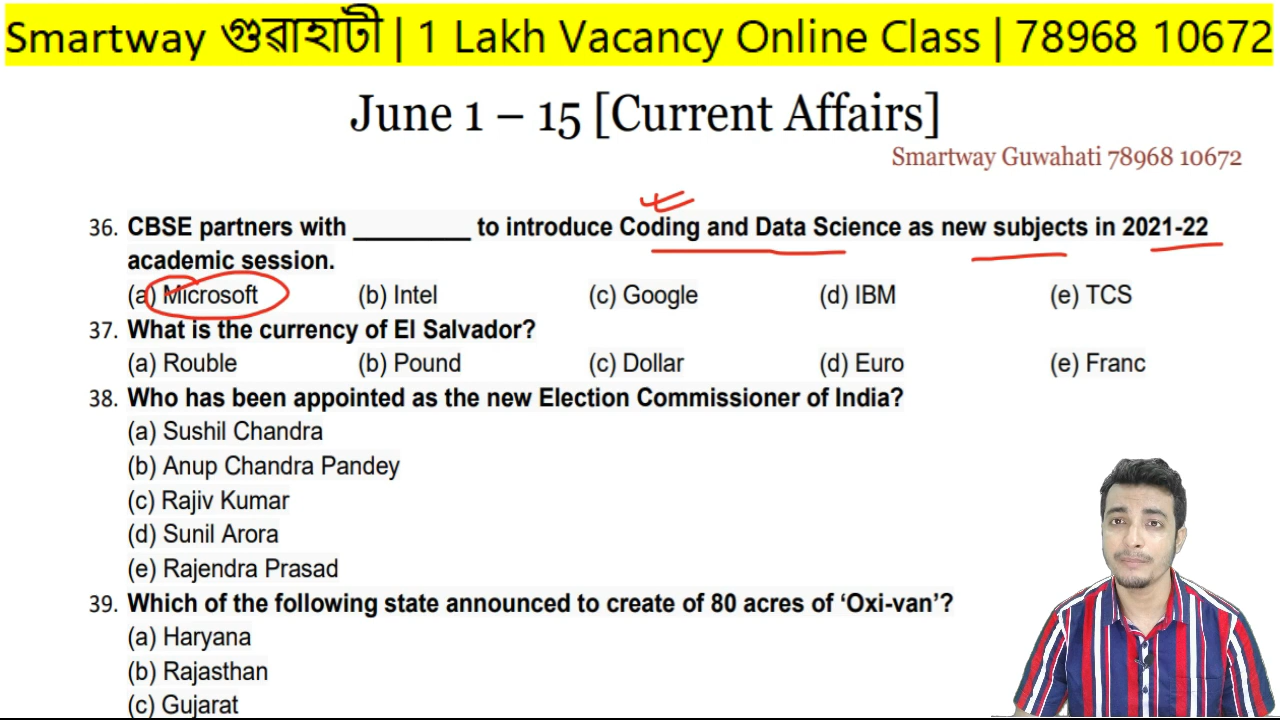 Smartway গুৱাহাটী | 1 Lakh Vacancy Online Class | 78968 10672
June 1 – 15 [Current Affairs]
Smartway Guwahati 78968 10672
36. CBSE partners with _________ to introduce Coding and Data Science as new subjects in 2021-22
academic session.
(a) Microsoft (b) Intel (c) Google (d) IBM (e) TCS
37. What is the currency of El Salvador?
(a) Rouble (b) Pound (c) Dollar (d) Euro (e) Franc
38. Who has been appointed as the new Election Commissioner of India?
(a) Sushil Chandra
(b) Anup Chandra Pandey
(c) Rajiv Kumar
(d) Sunil Arora
(e) Rajendra Prasad
39. Which of the following state announced to create of 80 acres of ‘Oxi-van’?
(a) Haryana
(b) Rajasthan
(c) Gujarat